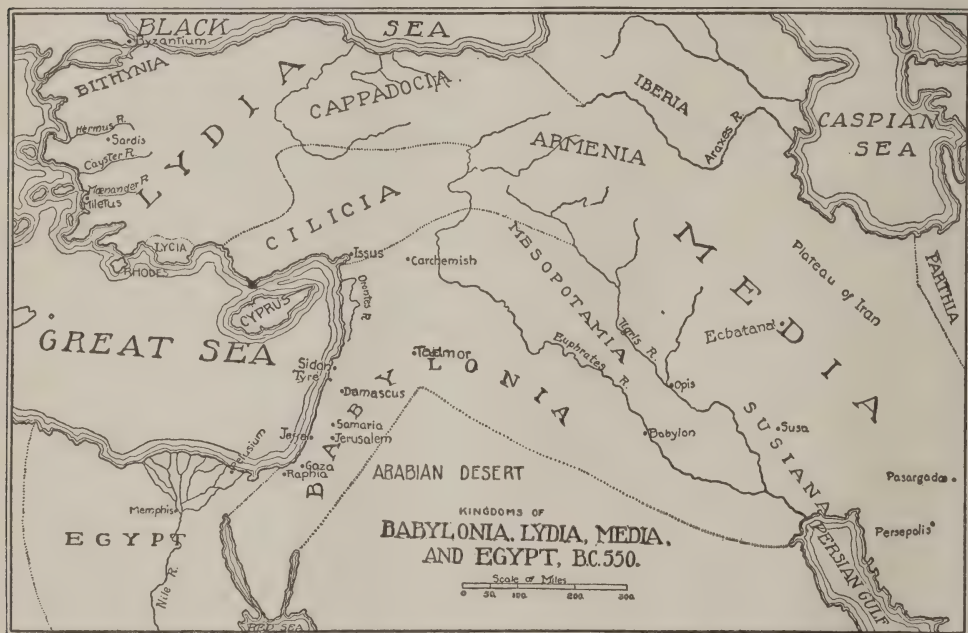 BLACK SEA
Byzantium
BITHYNIA
LYDIA
CAPPADOCIA
IBERIA
Araxes R.
CASPIAN SEA
ARMENIA
Hermus R.
Sardis
Cayster R.
Mœnander R.
Miletus
CILICIA
LYCIA
RHODES
Issus
CYPRUS
Orontes R.
Carchemish
MESOPOTAMIA
MEDIA
Plateau of Iran
PARTHIA
Ecbatana
GREAT SEA
Sidon
Tyre
Tadmor
Tigris R.
Euphrates R.
Opis
BABYLONIA
Damascus
Samaria
Jerusalem
Babylon
SUSIANA
Susa
Pelusium
Gaza
Raphia
ARABIAN DESERT
Pasargadæ
Memphis
EGYPT
Nile R.
Persepolis
PERSIAN GULF
RED SEA
KINGDOMS OF
BABYLONIA, LYDIA, MEDIA,
AND EGYPT, B.C. 550.
Scale of Miles
0 50. 100. 200. 300.